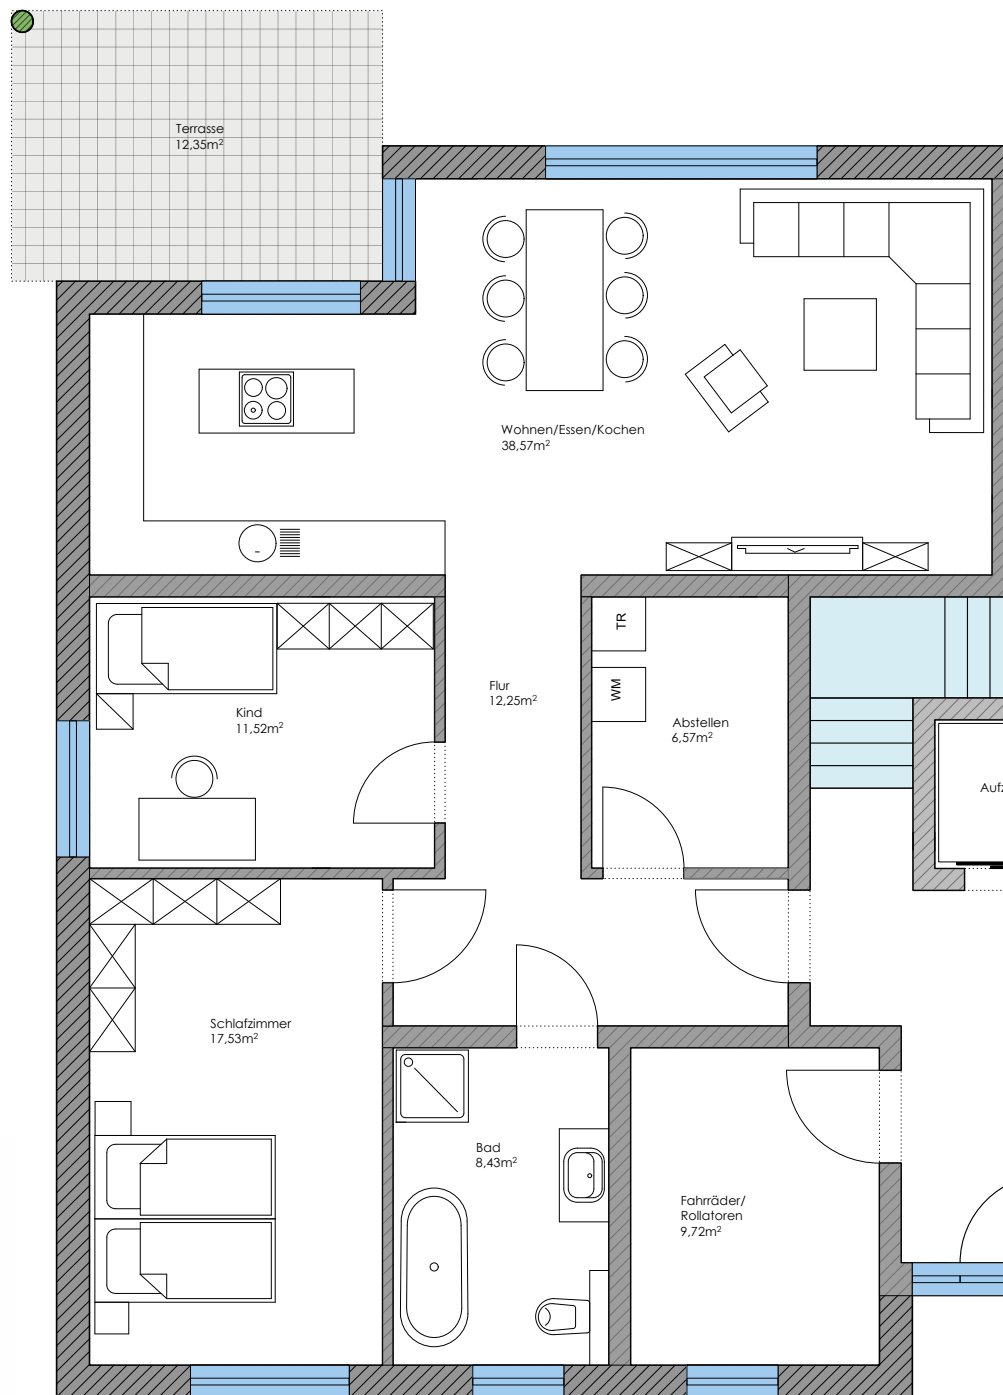 Terrasse
12,35m²
Wohnen/Essen/Kochen
38,57m²
TR
WM
Flur
12,25m²
Kind
11,52m²
Abstellen
6,57m²
Aufz
Schlafzimmer
17,53m²
Bad
8,43m²
Fahrräder/
Rollatoren
9,72m²